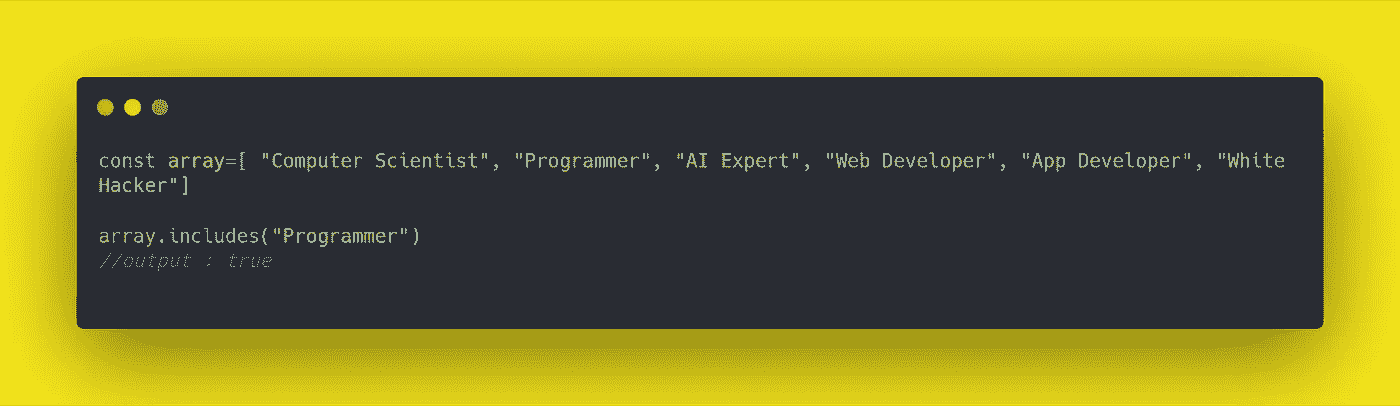 const array=[ "Computer Scientist", "Programmer", "AI Expert", "Web Developer", "App Developer", "White
Hacker"]
array.includes("Programmer")
//output : true